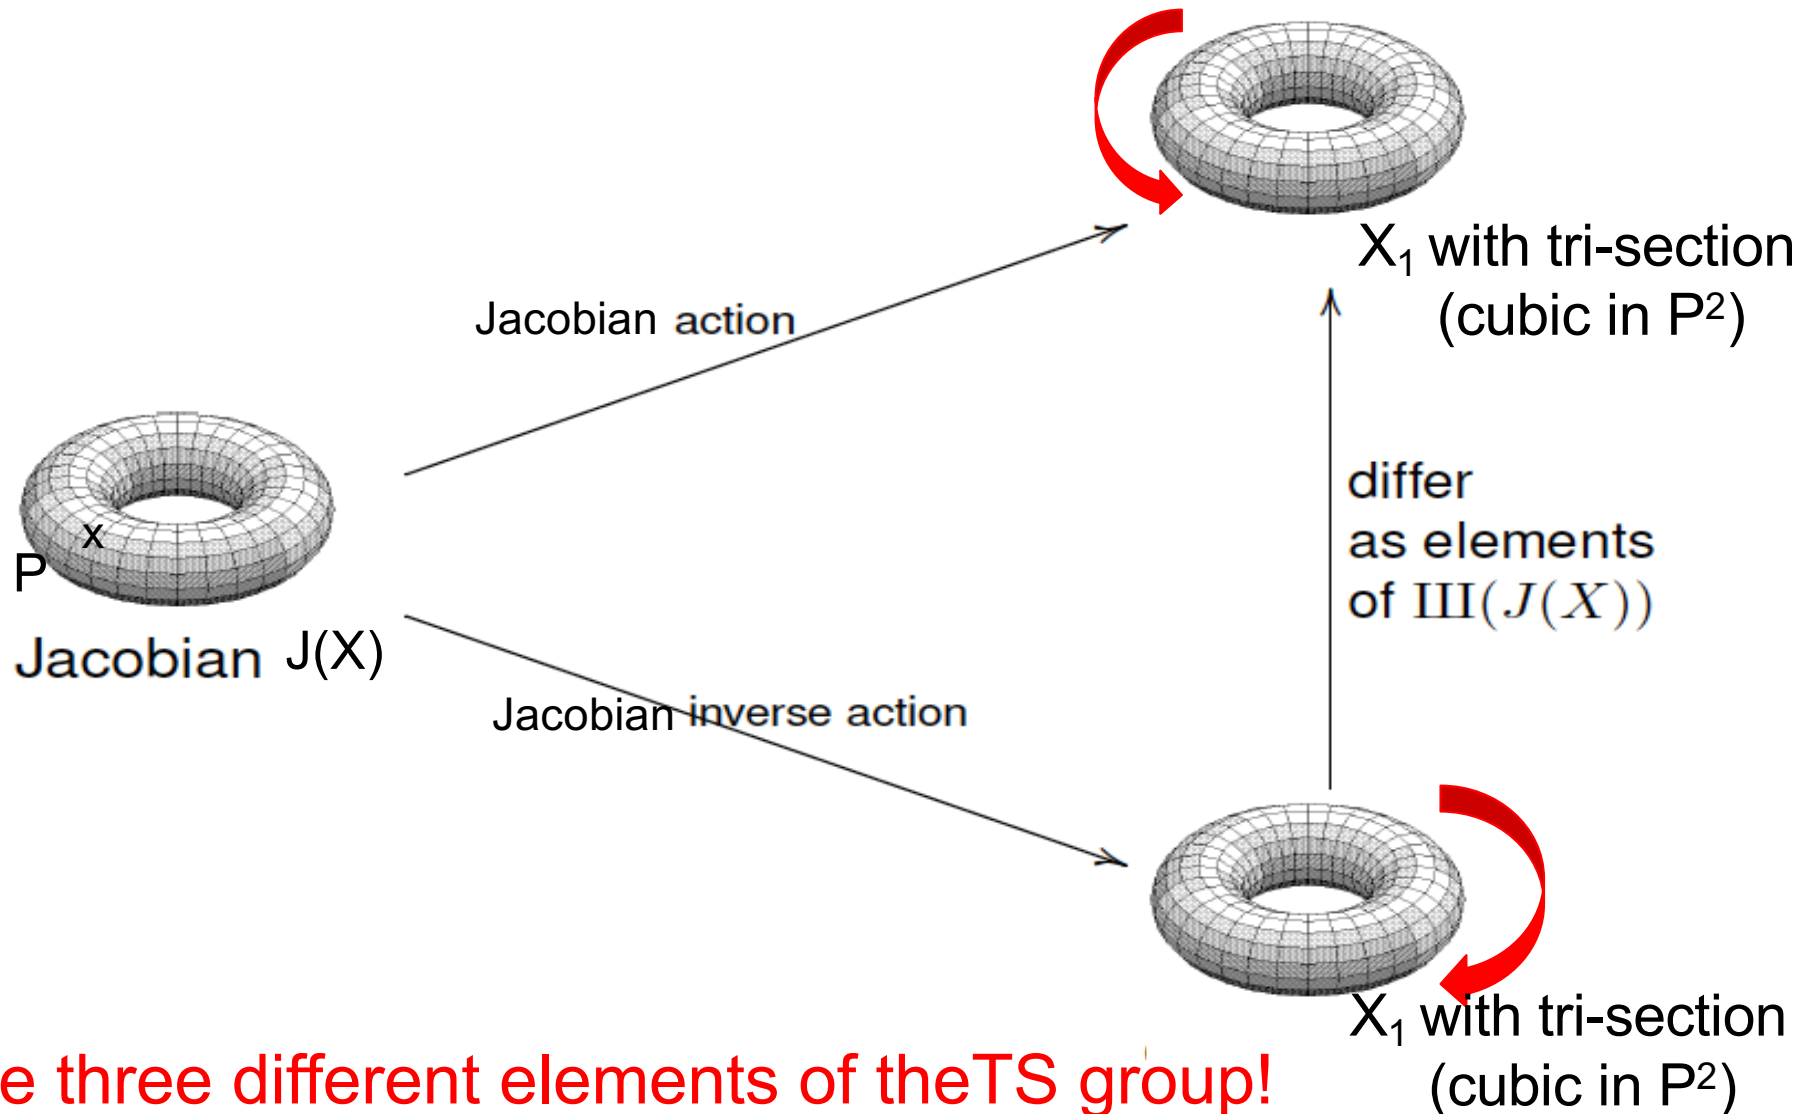 X₁ with tri-section
(cubic in P²)
Jacobian action
differ
as elements
of Ш(J(X))
x
P
Jacobian J(X)
Jacobian inverse action
X₁ with tri-section
(cubic in P²)
e three different elements of theTS group!